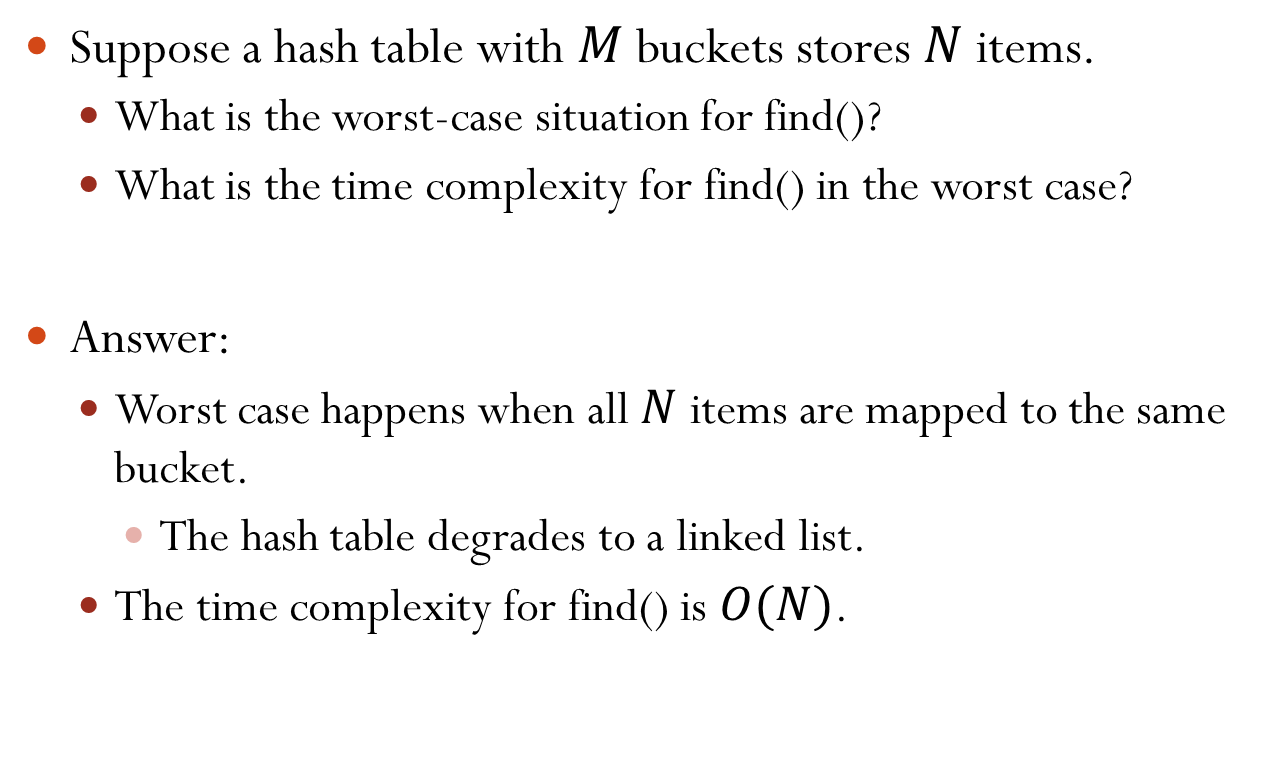 • Suppose a hash table with M buckets stores N items.
• What is the worst-case situation for find()?
• What is the time complexity for find() in the worst case?
• Answer:
• Worst case happens when all N items are mapped to the same
bucket.
• The hash table degrades to a linked list.
• The time complexity for find() is O(N).